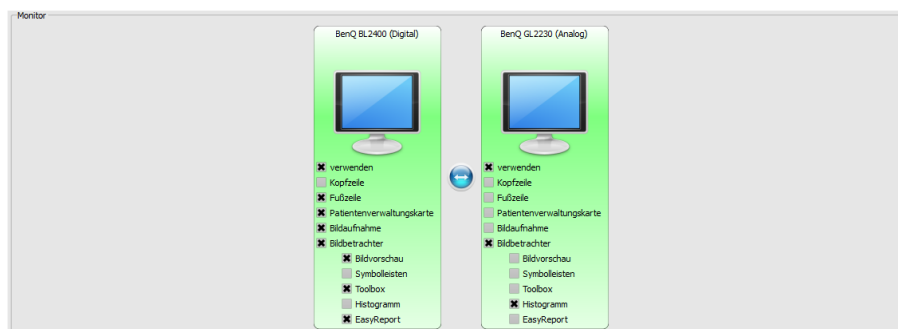 Monitor
BenQ BL2400 (Digital)
verwenden
Kopfzeile
Fußzeile
Patientenverwaltungskarte
Bildaufnahme
Bildbetrachter
Bildvorschau
Symbolleisten
Toolbox
Histogramm
EasyReport
BenQ GL2230 (Analog)
verwenden
Kopfzeile
Fußzeile
Patientenverwaltungskarte
Bildaufnahme
Bildbetrachter
Bildvorschau
Symbolleisten
Toolbox
Histogramm
EasyReport